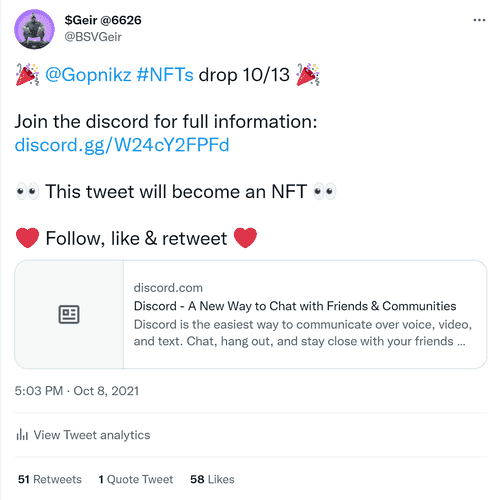 $Geir @6626
@BSVGeir
🎉 @Gopnikz #NFTs drop 10/13 🎉
Join the discord for full information:
discord.gg/W24cY2FPFd
👀 This tweet will become an NFT 👀
❤️ Follow, like & retweet ❤️
discord.com
Discord - A New Way to Chat with Friends & Communities
Discord is the easiest way to communicate over voice, video,
and text. Chat, hang out, and stay close with your friends ...
5:03 PM · Oct 8, 2021
View Tweet analytics
51 Retweets 1 Quote Tweet 58 Likes